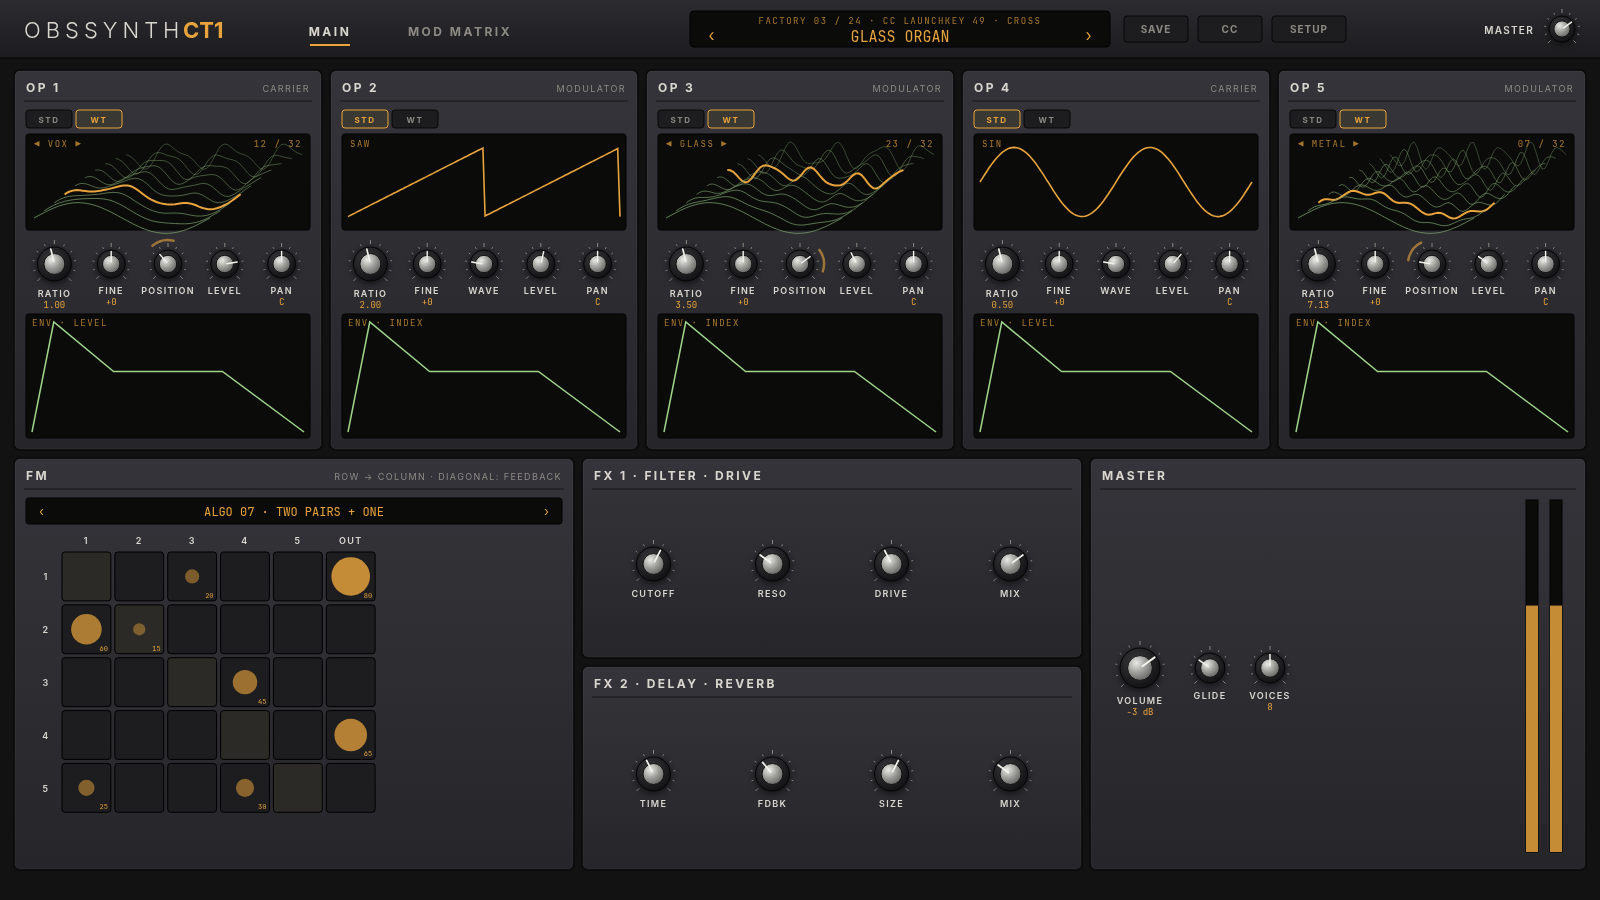 OBSSYNTHCT1
MAIN
MOD MATRIX
FACTORY 03 / 24 · CC LAUNCHKEY 49 · CROSS
‹ GLASS ORGAN ›
SAVE
CC
SETUP
MASTER
OP 1 CARRIER
STD WT
◄ VOX ► 12 / 32
RATIO FINE POSITION LEVEL PAN
1.00 +0 C
ENV · LEVEL
OP 2 MODULATOR
STD WT
SAW
RATIO FINE WAVE LEVEL PAN
2.00 +0 C
ENV · INDEX
OP 3 MODULATOR
STD WT
◄ GLASS ► 23 / 32
RATIO FINE POSITION LEVEL PAN
3.50 +0 C
ENV · INDEX
OP 4 CARRIER
STD WT
SIN
RATIO FINE WAVE LEVEL PAN
0.50 +0 C
ENV · LEVEL
OP 5 MODULATOR
STD WT
◄ METAL ► 07 / 32
RATIO FINE POSITION LEVEL PAN
7.13 +0 C
ENV · INDEX
FM ROW → COLUMN · DIAGONAL: FEEDBACK
‹ ALGO 07 · TWO PAIRS + ONE ›
1 2 3 4 5 OUT
1 20 80
2 60 15
3 45
4 65
5 25 30
FX 1 · FILTER · DRIVE
CUTOFF RESO DRIVE MIX
FX 2 · DELAY · REVERB
TIME FDBK SIZE MIX
MASTER
VOLUME GLIDE VOICES
-3 dB 8